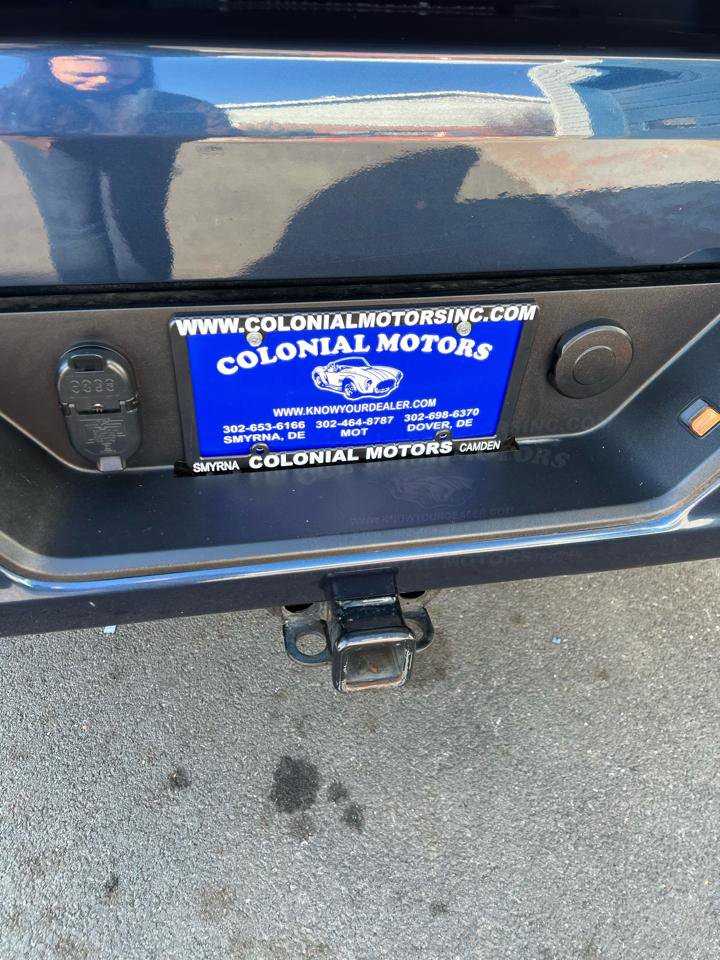 WWW.COLONIALMOTORSINC.COM
COLONIAL MOTORS
WWW.KNOWYOURDEALER.COM
302-653-6166 302-464-8787 302-698-6370
SMYRNA, DE MOT DOVER, DE
SMYRNA COLONIAL MOTORS CAMDEN